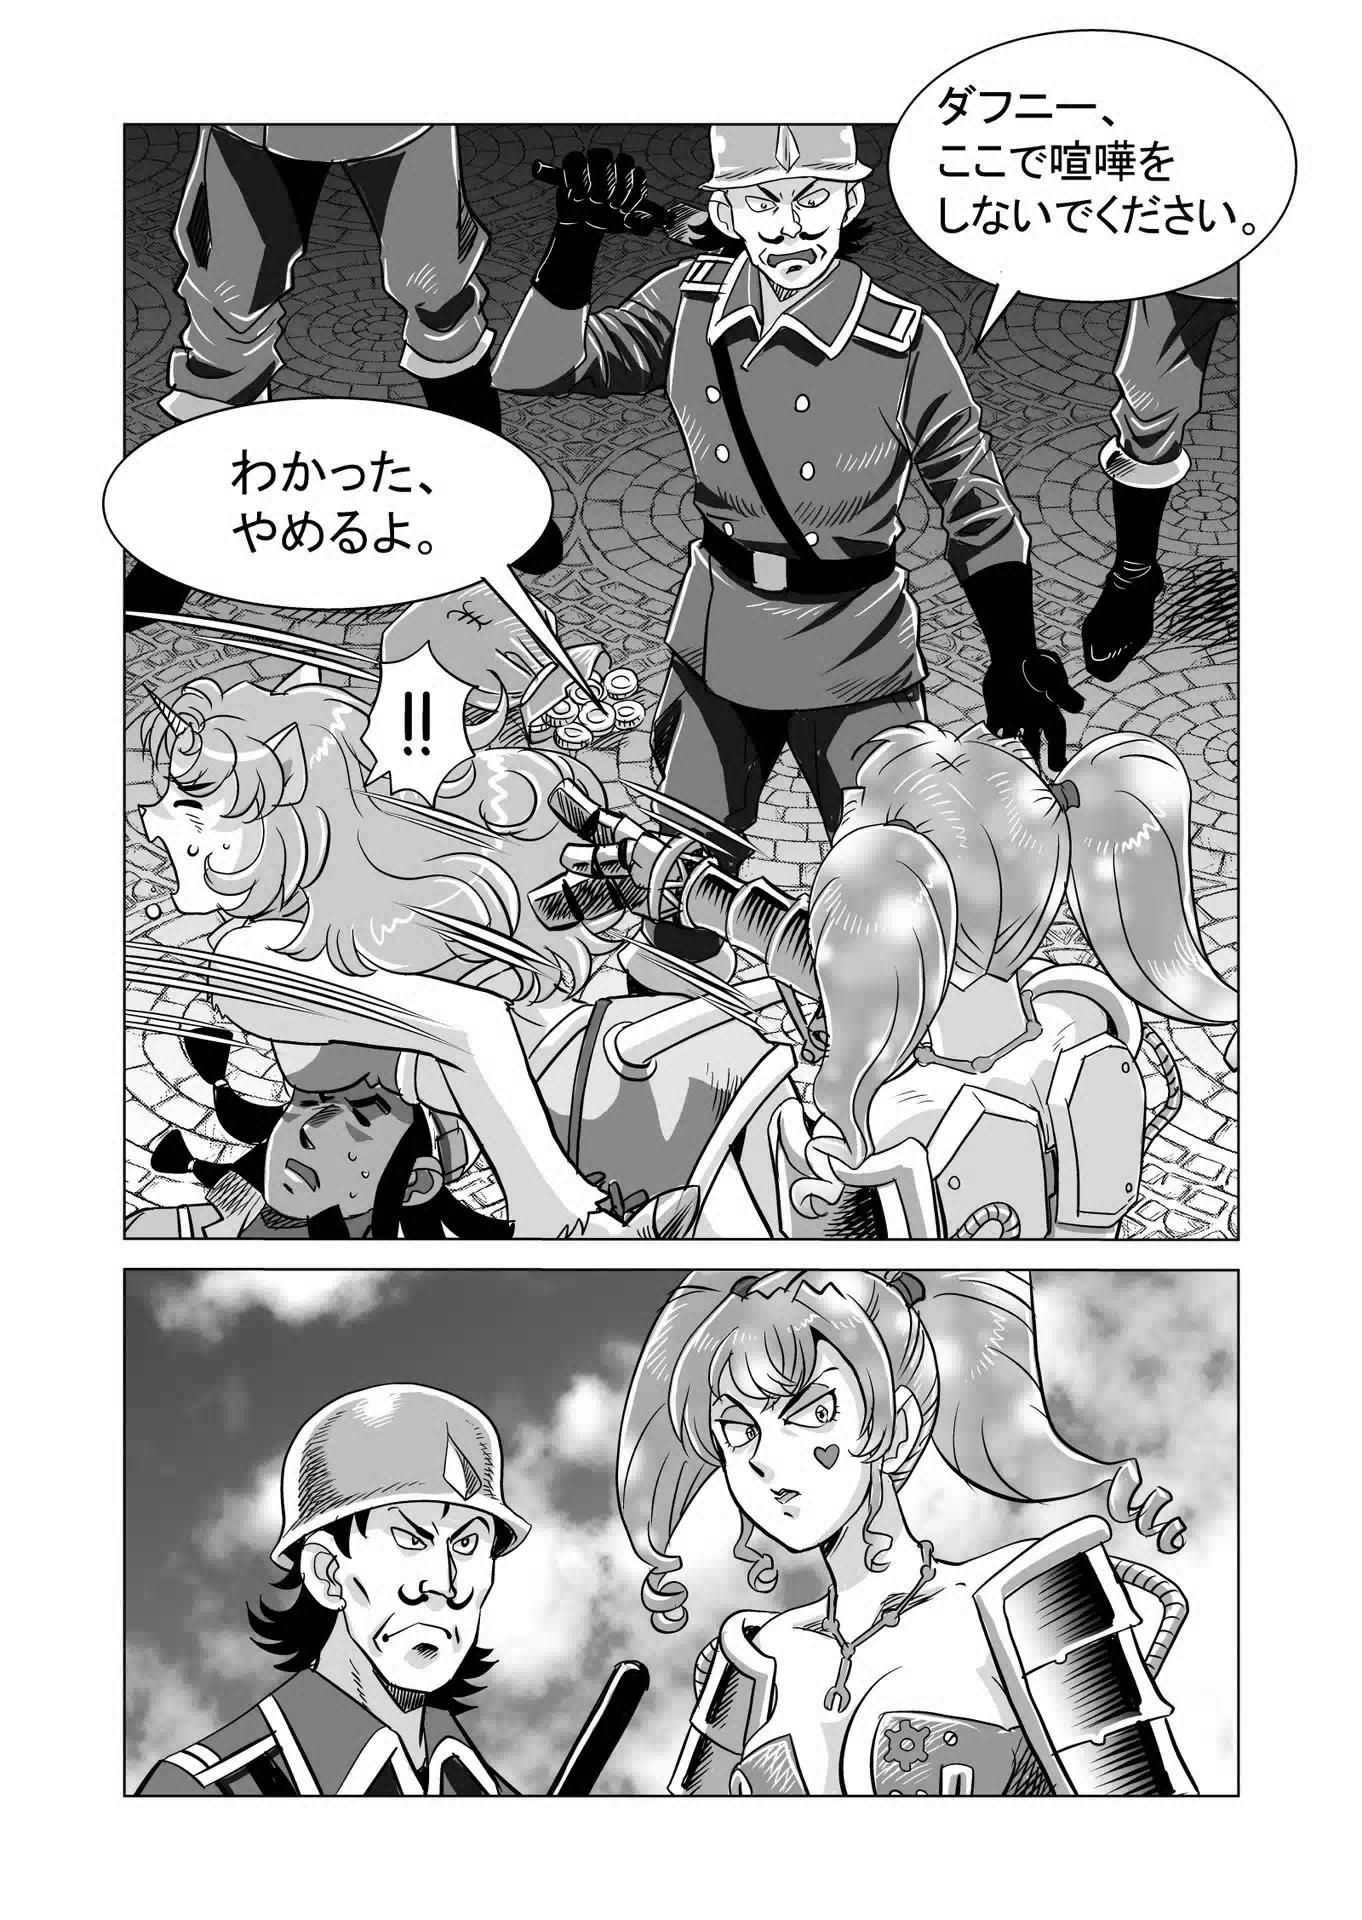 ダフニー、
ここで喧嘩を
しないでください。
わかった、
やめるよ。
!!